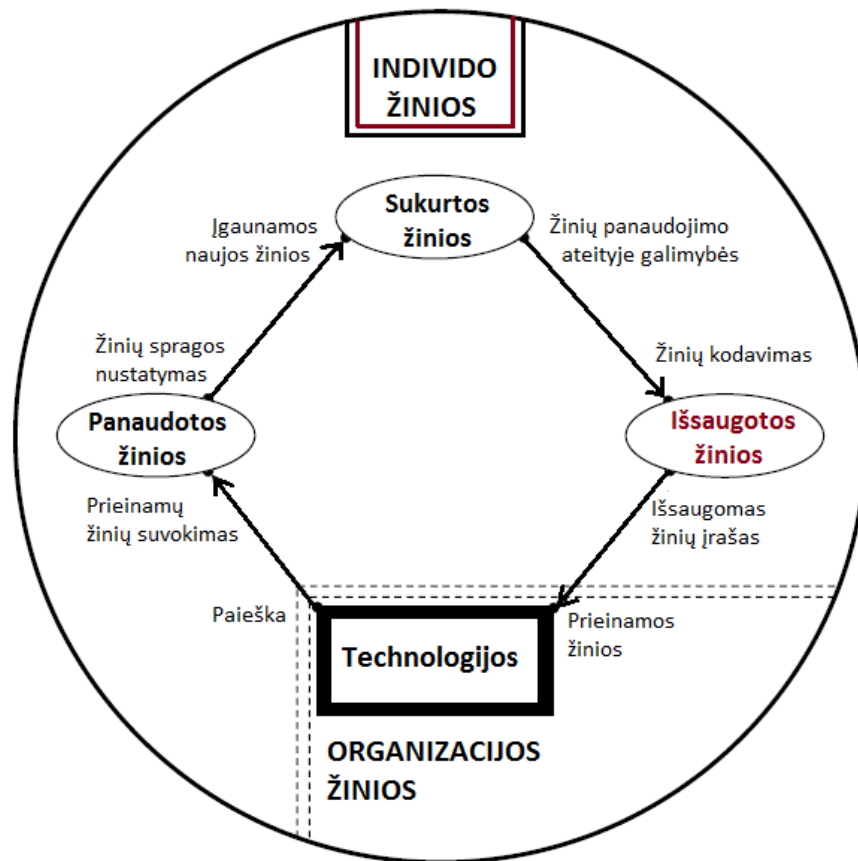 INDIVIDO
ŽINIOS
Sukurtos
žinios
Įgaunamos
naujos žinios
Žinių panaudojimo
ateityje galimybės
Žinių spragos
nustatymas
Žinių kodavimas
Panaudotos
žinios
Išsaugotos
žinios
Prieinamų
žinių suvokimas
Išsaugomas
žinių įrašas
Paieška
Prieinamos
žinios
Technologijos
ORGANIZACIJOS
ŽINIOS